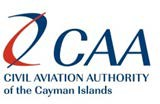 CAA
CIVIL AVIATION AUTHORITY
of the Cayman Islands